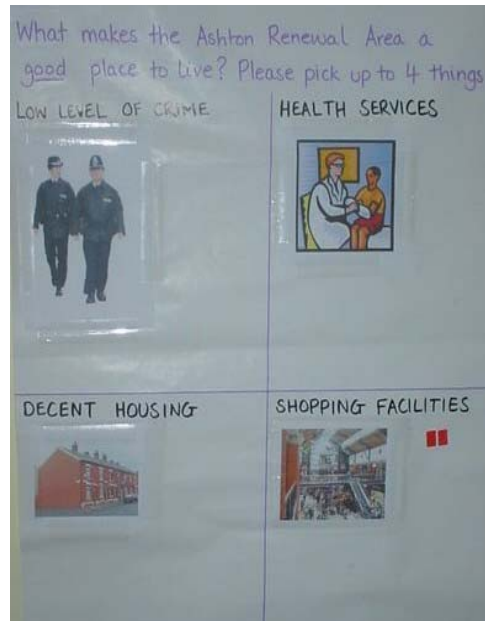 What makes the Ashton Renewal Area a
good place to live? Please pick up to 4 things
LOW LEVEL OF CRIME
HEALTH SERVICES
DECENT HOUSING
SHOPPING FACILITIES